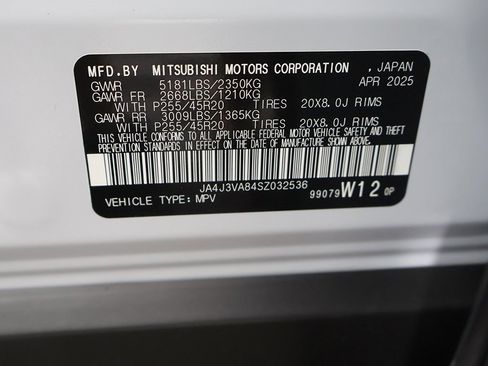 MFD.BY MITSUBISHI MOTORS CORPORATION . JAPAN
GVWR 5181LBS/2350KG APR 2025
GAWR FR 2668LBS/1210KG
WITH P255/45R20 TIRES 20X8.0J RIMS
GAWR RR 3009LBS/1365KG
WITH P255/45R20 TIRES 20X8.0J RIMS
THIS VEHICLE CONFORMS TO ALL APPLICABLE FEDERAL MOTOR VEHICLE SAFETY AND THEFT
PREVENTION STANDARDS IN EFFECT ON THE DATE OF MANUFACTURE SHOWN ABOVE.
JA4J3VA84SZ032536
VEHICLE TYPE: MPV 99079 W12 OP